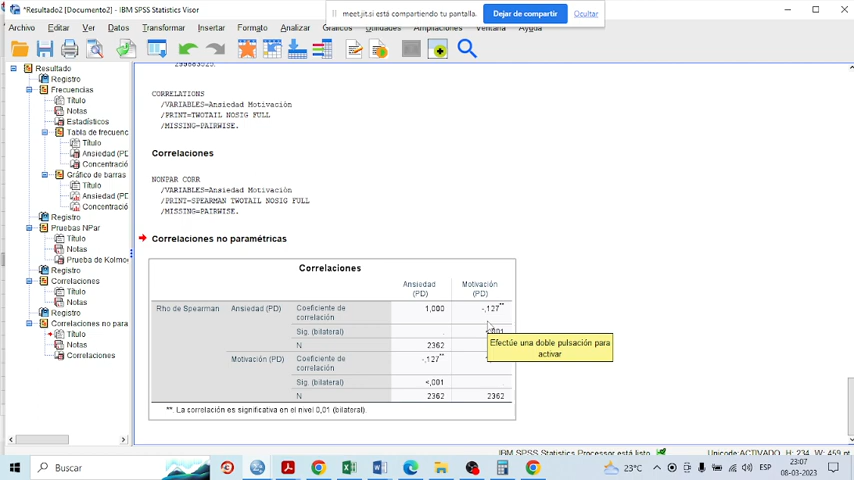 *Resultado2 [Documento2] - IBM SPSS Statistics Visor
meet.jit.si está compartiendo tu pantalla.
Dejar de compartir
Ocultar
Archivo Editar Ver Datos Transformar Insertar Formato Analizar Gráficos Utilidades Ampliaciones Ventana Ayuda
Resultado
Registro
Frecuencias
Título
Notas
Estadísticos
Tabla de frecuenc
Título
Ansiedad (PD
Concentració
Gráfico de barras
Título
Ansiedad (PD
Concentració
Registro
Pruebas NPar
Título
Notas
Prueba de Kolmo
Registro
Correlaciones
Título
Notas
Registro
Correlaciones no para
Título
Notas
Correlaciones
CORRELATIONS
/VARIABLES=Ansiedad Motivación
/PRINT=TWOTAIL NOSIG FULL
/MISSING=PAIRWISE.
Correlaciones
NONPAR CORR
/VARIABLES=Ansiedad Motivación
/PRINT=SPEARMAN TWOTAIL NOSIG FULL
/MISSING=PAIRWISE.
Correlaciones no paramétricas
Correlaciones
Ansiedad (PD) Motivación (PD)
Rho de Spearman Ansiedad (PD) Coeficiente de correlación 1,000 -,127**
Sig. (bilateral) . <,001
N 2362
Motivación (PD) Coeficiente de correlación -,127**
Sig. (bilateral) <,001 .
N 2362 2362
**. La correlación es significativa en el nivel 0,01 (bilateral).
Efectúe una doble pulsación para
activar
IBM SPSS Statistics Processor está listo
Unicode:ACTIVADO H: 234, W: 459 pt
Buscar
23°C
ESP
23:07
08-03-2023